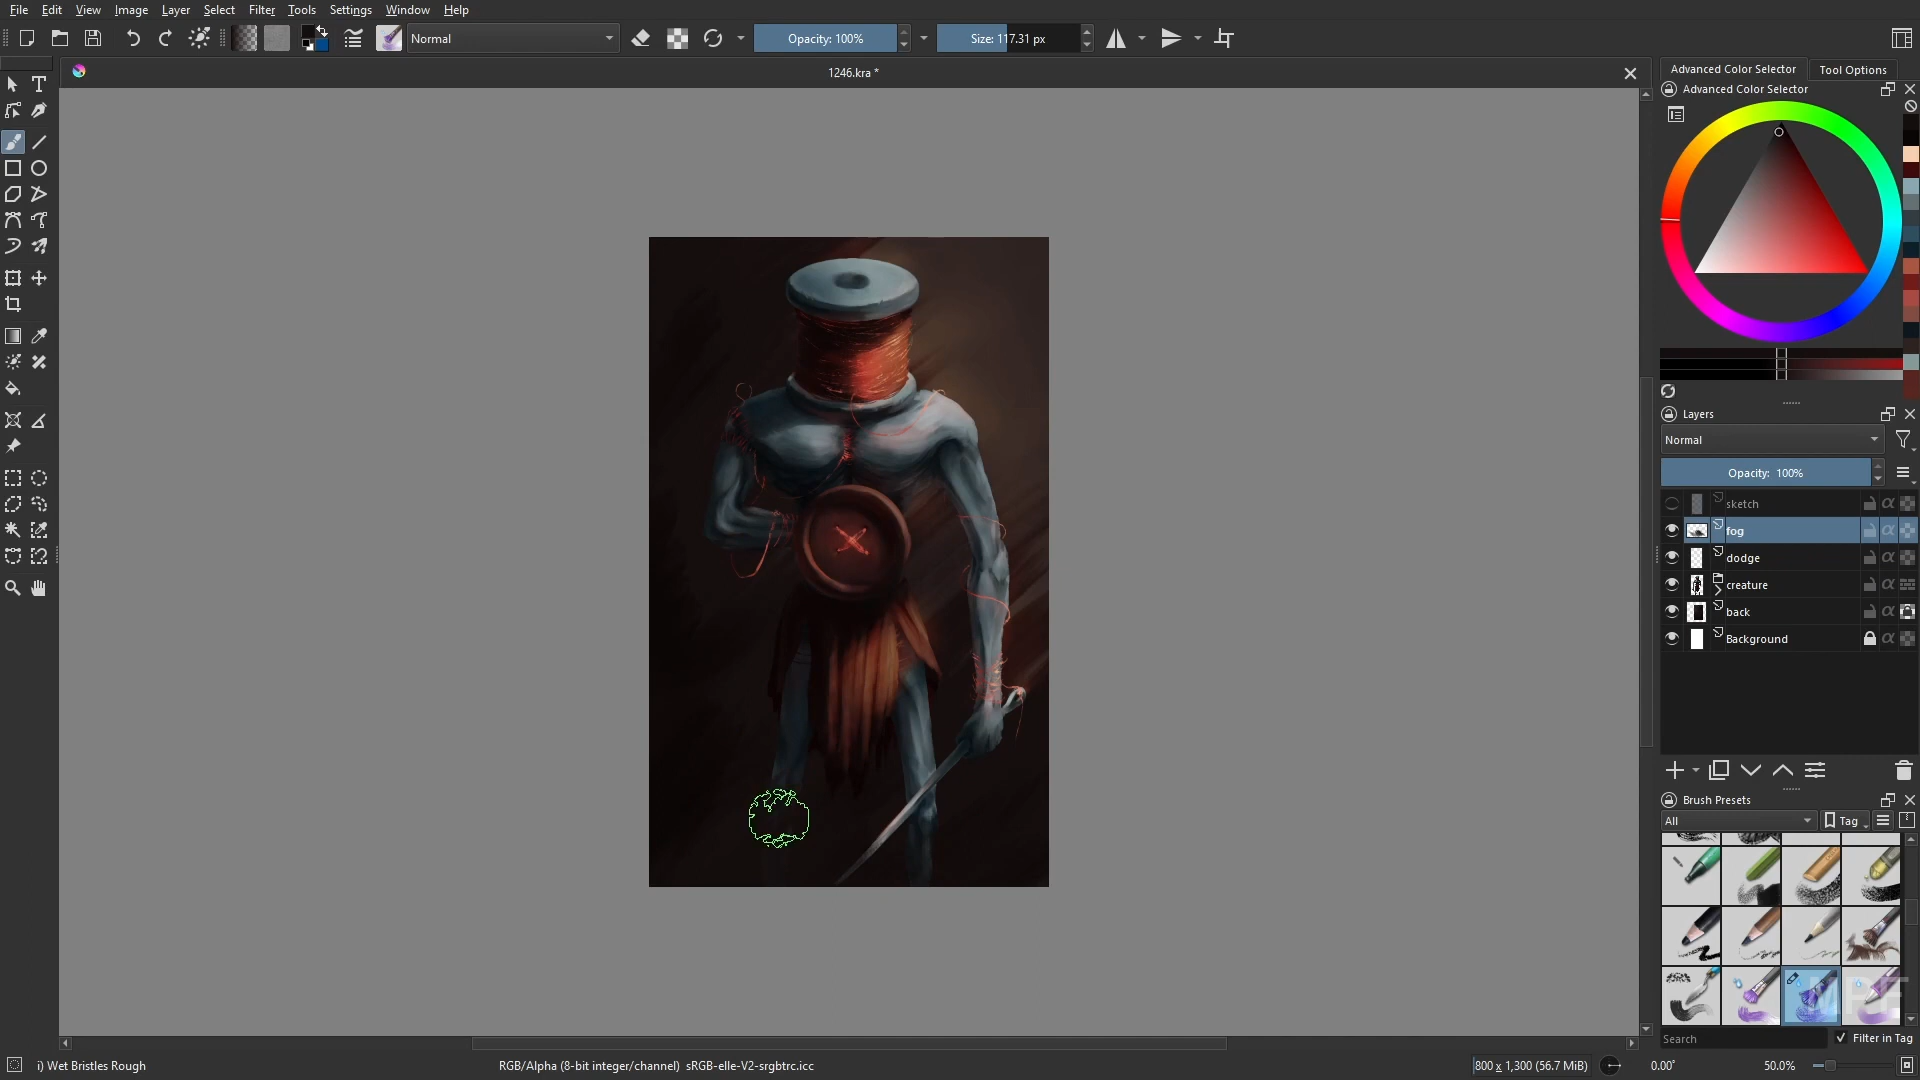 File Edit View Image Layer Select Filter Tools Settings Window Help
Normal Opacity: 100% Size: 117.31 px
1246.kra *
Advanced Color Selector Tool Options
Advanced Color Selector
Layers
Normal
Opacity: 100%
sketch
fog
dodge
creature
back
Background
Brush Presets
All Tag
Search Filter in Tag
i) Wet Bristles Rough RGB/Alpha (8-bit integer/channel) sRGB-elle-V2-srgbtrc.icc 800 x 1,300 (56.7 MiB) 0.00° 50.0%